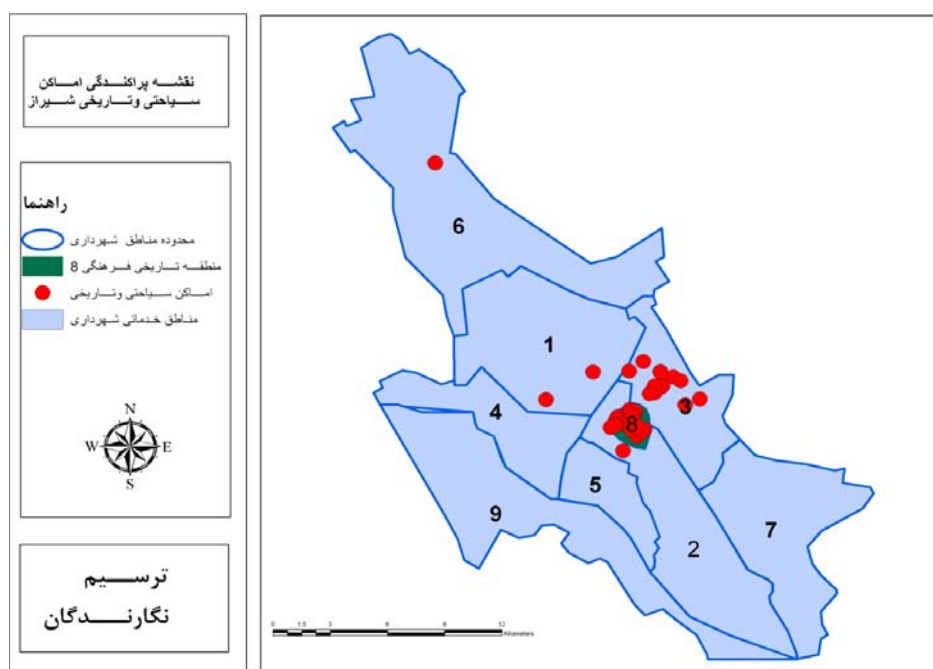 نقشه پراکندگی اماکن
سیاحتی وتاریخی شیراز
راهنما
محدوده مناطق شهرداری
منطقه تاریخی فرهنگی 8
اماکن سیاحتی وتاریخی
مناطق خدماتی شهرداری
N
W E
S
ترسیم
نگارندگان
6
1
4
3
8
5
9
2
7
0 1.5 3 6 9 12
Kilometers